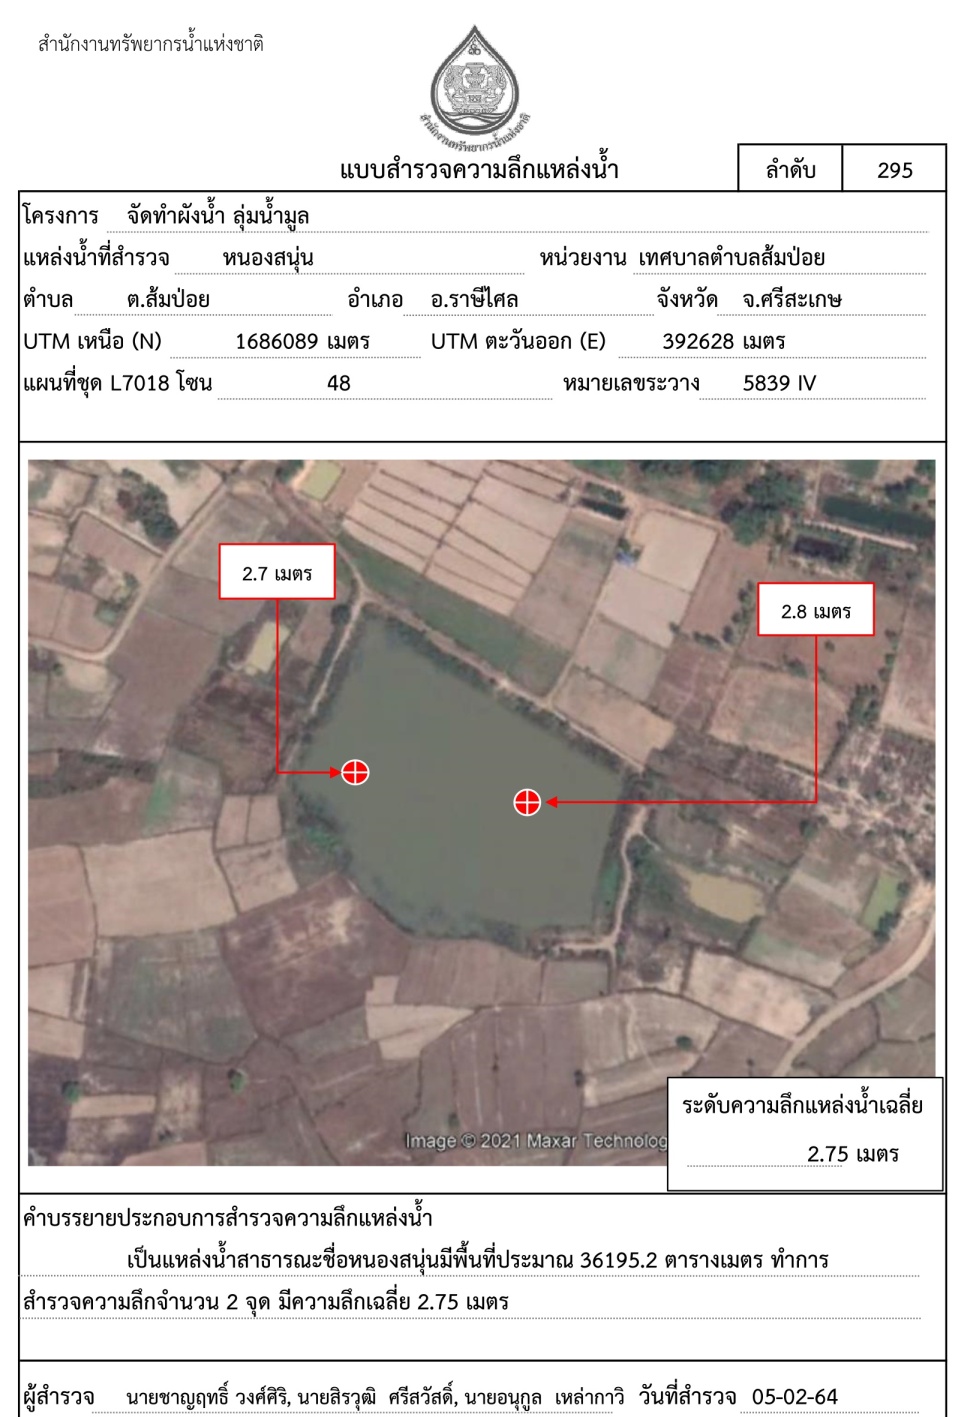 สำนักงานทรัพยากรน้ำแห่งชาติ
สำนักงานทรัพยากรน้ำแห่งชาติ
แบบสำรวจความลึกแหล่งน้ำ ลำดับ 295
โครงการ จัดทำผังน้ำ ลุ่มน้ำมูล
แหล่งน้ำที่สำรวจ หนองสนุ่น หน่วยงาน เทศบาลตำบลส้มป่อย
ตำบล ต.ส้มป่อย อำเภอ อ.ราษีไศล จังหวัด จ.ศรีสะเกษ
UTM เหนือ (N) 1686089 เมตร UTM ตะวันออก (E) 392628 เมตร
แผนที่ชุด L7018 โซน 48 หมายเลขระวาง 5839 IV
2.7 เมตร
2.8 เมตร
Image © 2021 Maxar Technolog
ระดับความลึกแหล่งน้ำเฉลี่ย
2.75 เมตร
คำบรรยายประกอบการสำรวจความลึกแหล่งน้ำ
เป็นแหล่งน้ำสาธารณะชื่อหนองสนุ่นมีพื้นที่ประมาณ 36195.2 ตารางเมตร ทำการ
สำรวจความลึกจำนวน 2 จุด มีความลึกเฉลี่ย 2.75 เมตร
ผู้สำรวจ นายชาญฤทธิ์ วงศ์ศิริ, นายสิรวุฒิ ศรีสวัสดิ์, นายอนุกูล เหล่ากาวิ วันที่สำรวจ 05-02-64